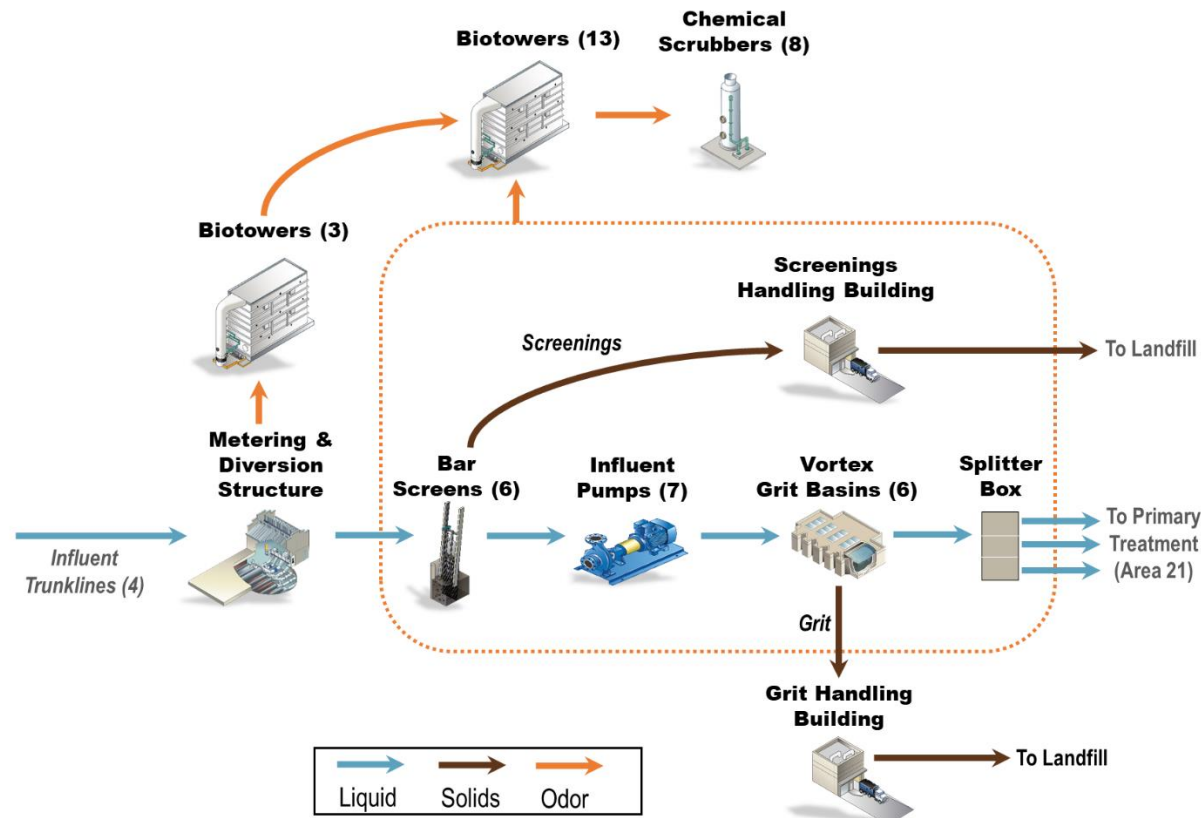 Chemical
Scrubbers (8)
Biotowers (13)
Biotowers (3)
Screenings
Handling Building
Screenings
To Landfill
Metering &
Diversion
Structure
Bar
Screens (6)
Influent
Pumps (7)
Vortex
Grit Basins (6)
Splitter
Box
Influent
Trunklines (4)
To Primary
Treatment
(Area 21)
Grit
Grit Handling
Building
To Landfill
Liquid
Solids
Odor